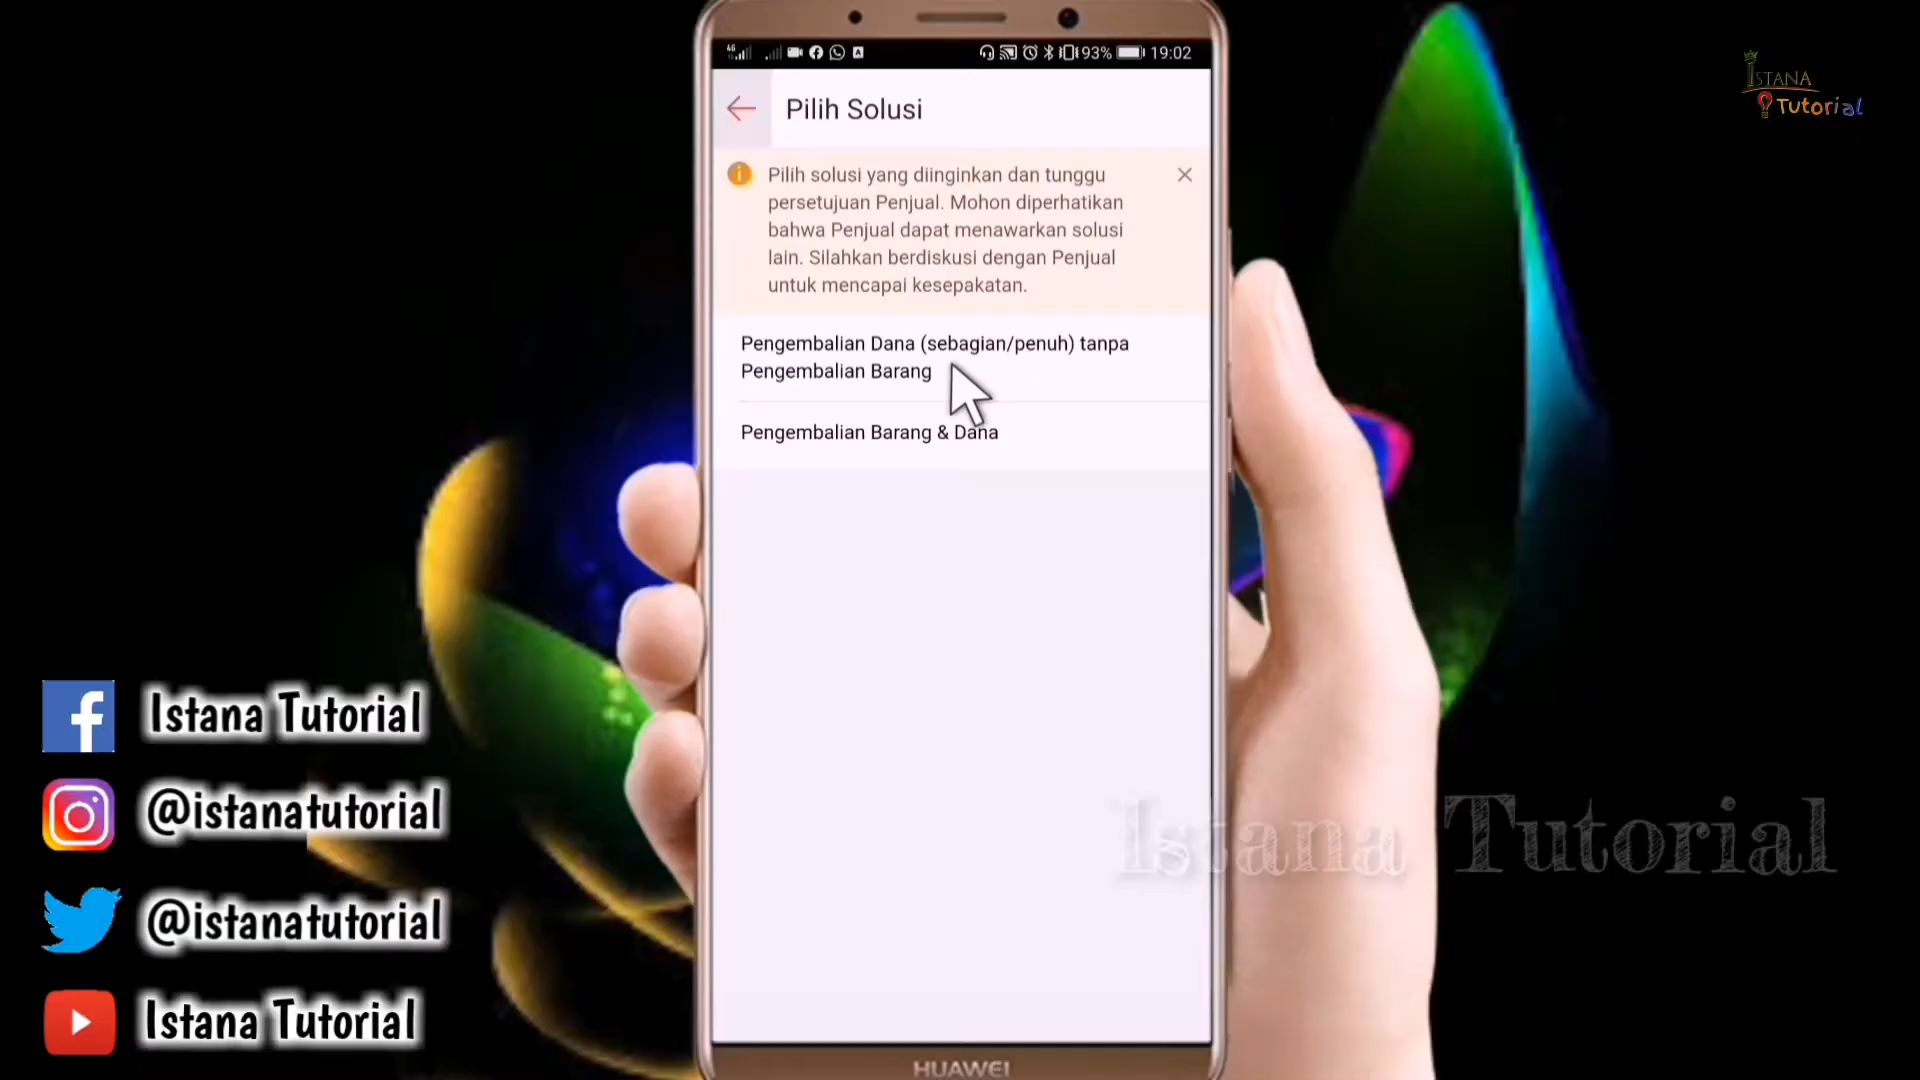 93% 19:02
Pilih Solusi
Pilih solusi yang diinginkan dan tunggu
persetujuan Penjual. Mohon diperhatikan
bahwa Penjual dapat menawarkan solusi
lain. Silahkan berdiskusi dengan Penjual
untuk mencapai kesepakatan.
Pengembalian Dana (sebagian/penuh) tanpa
Pengembalian Barang
Pengembalian Barang & Dana
HUAWEI
ISTANA
Tutorial
Istana Tutorial
@istanatutorial
@istanatutorial
Istana Tutorial
Istana Tutorial